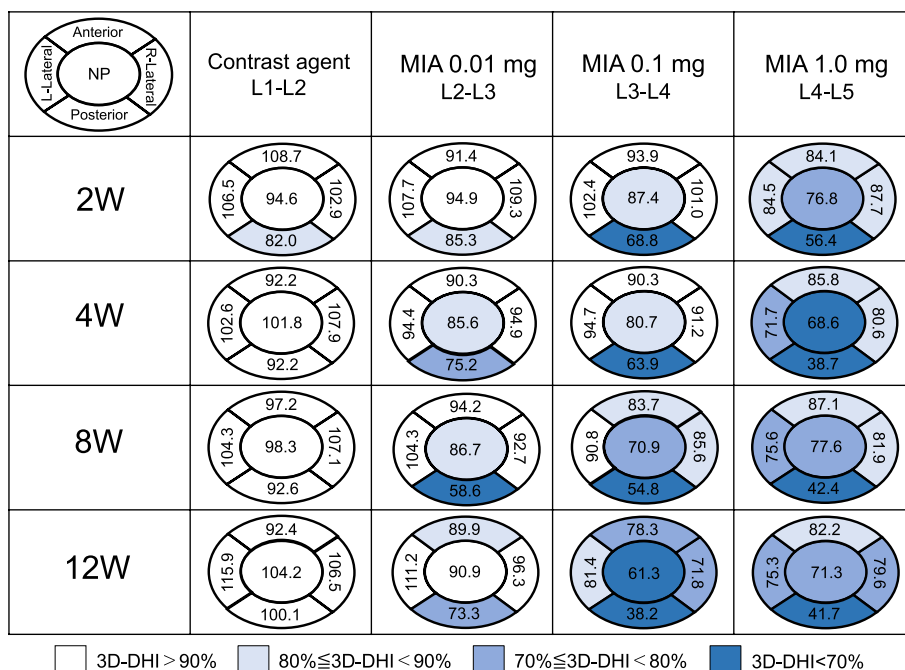 Anterior
L-Lateral
NP
R-Lateral
Posterior
Contrast agent
L1-L2
MIA 0.01 mg
L2-L3
MIA 0.1 mg
L3-L4
MIA 1.0 mg
L4-L5
2W
108.7
106.5 94.6 102.9
82.0
91.4
107.7 94.9 109.3
85.3
93.9
102.4 87.4 101.0
68.8
84.1
84.5 76.8 87.7
56.4
4W
92.2
102.6 101.8 107.9
92.2
90.3
94.4 85.6 94.9
75.2
90.3
94.7 80.7 91.2
63.9
85.8
71.7 68.6 80.6
38.7
8W
97.2
104.3 98.3 107.1
92.6
94.2
104.3 86.7 92.7
58.6
83.7
90.8 70.9 85.6
54.8
87.1
75.6 77.6 81.9
42.4
12W
92.4
115.9 104.2 106.5
100.1
89.9
111.2 90.9 96.3
73.3
78.3
81.4 61.3 71.8
38.2
82.2
75.3 71.3 79.6
41.7
3D-DHI > 90% 80%≦3D-DHI < 90% 70%≦3D-DHI < 80% 3D-DHI<70%